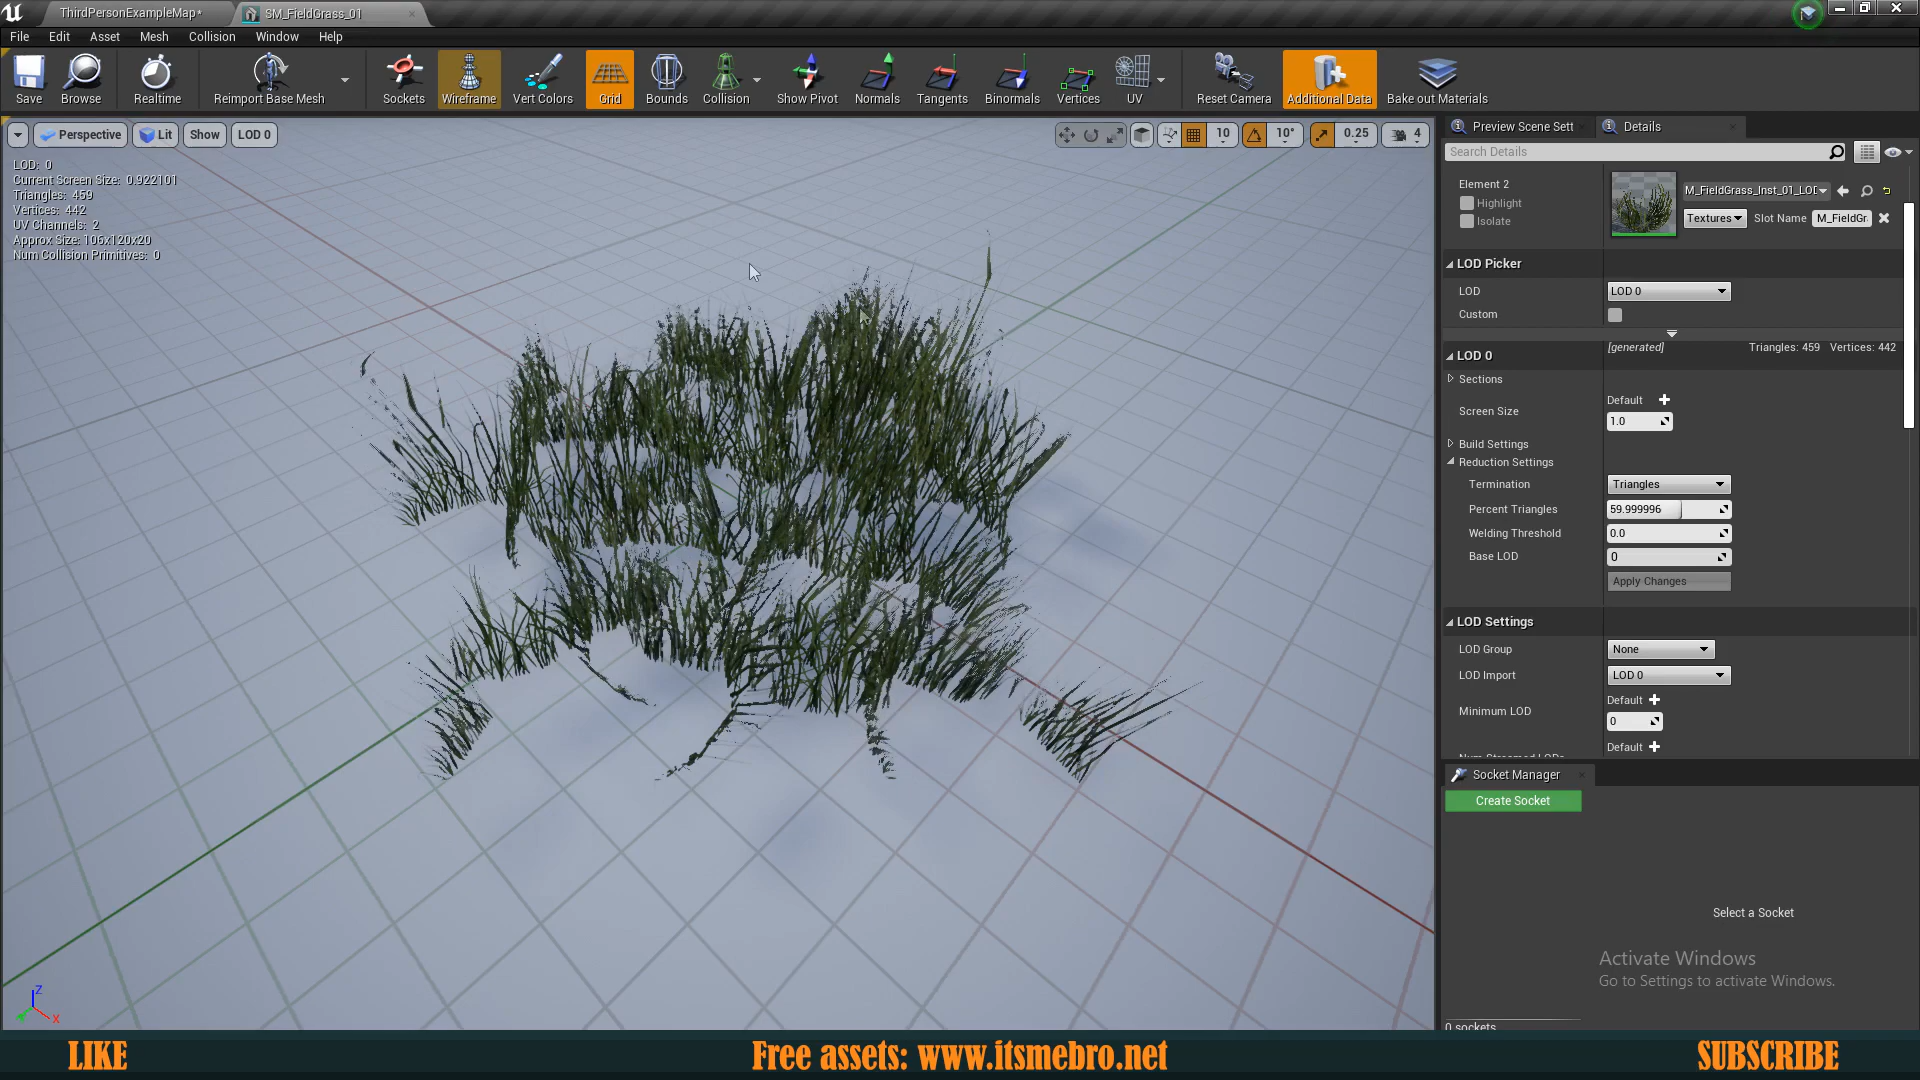 ThirdPersonExampleMap*
SM_FieldGrass_01
File Edit Asset Mesh Collision Window Help
Save Browse Realtime Reimport Base Mesh Sockets Wireframe Vert Colors Grid Bounds Collision Show Pivot Normals Tangents Binormals Vertices UV Reset Camera Additional Data Bake out Materials
Perspective Lit Show LOD 0
10 10° 0.25 4
LOD: 0
Current Screen Size: 0.922101
Triangles: 459
Vertices: 442
UV Channels: 2
Approx Size: 106x120x20
Num Collision Primitives: 0
Z
X
Preview Scene Sett Details
Search Details
Element 2
Highlight
Isolate
M_FieldGrass_Inst_01_LOD
Textures Slot Name M_FieldGr
LOD Picker
LOD LOD 0
Custom
LOD 0 [generated] Triangles: 459 Vertices: 442
Sections
Screen Size Default
1.0
Build Settings
Reduction Settings
Termination Triangles
Percent Triangles 59.999996
Welding Threshold 0.0
Base LOD 0
Apply Changes
LOD Settings
LOD Group None
LOD Import LOD 0
Minimum LOD Default
0
Num Streamed LODs Default
Socket Manager
Create Socket
Select a Socket
Activate Windows
Go to Settings to activate Windows.
0 sockets
LIKE Free assets: www.itsmebro.net SUBSCRIBE